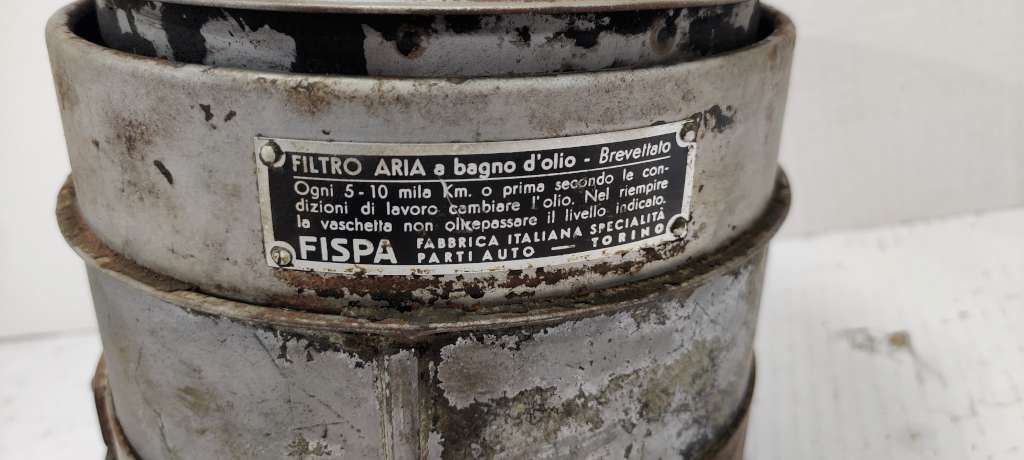 FILTRO ARIA a bagno d'olio - Brevettato
Ogni 5-10 mila Km. o prima secondo le con-
dizioni di lavoro cambiare l'olio. Nel riempire
la vaschetta non oltrepassare il livello indicato.
FISPA FABBRICA ITALIANA SPECIALITÀ
PARTI AUTO — TORINO